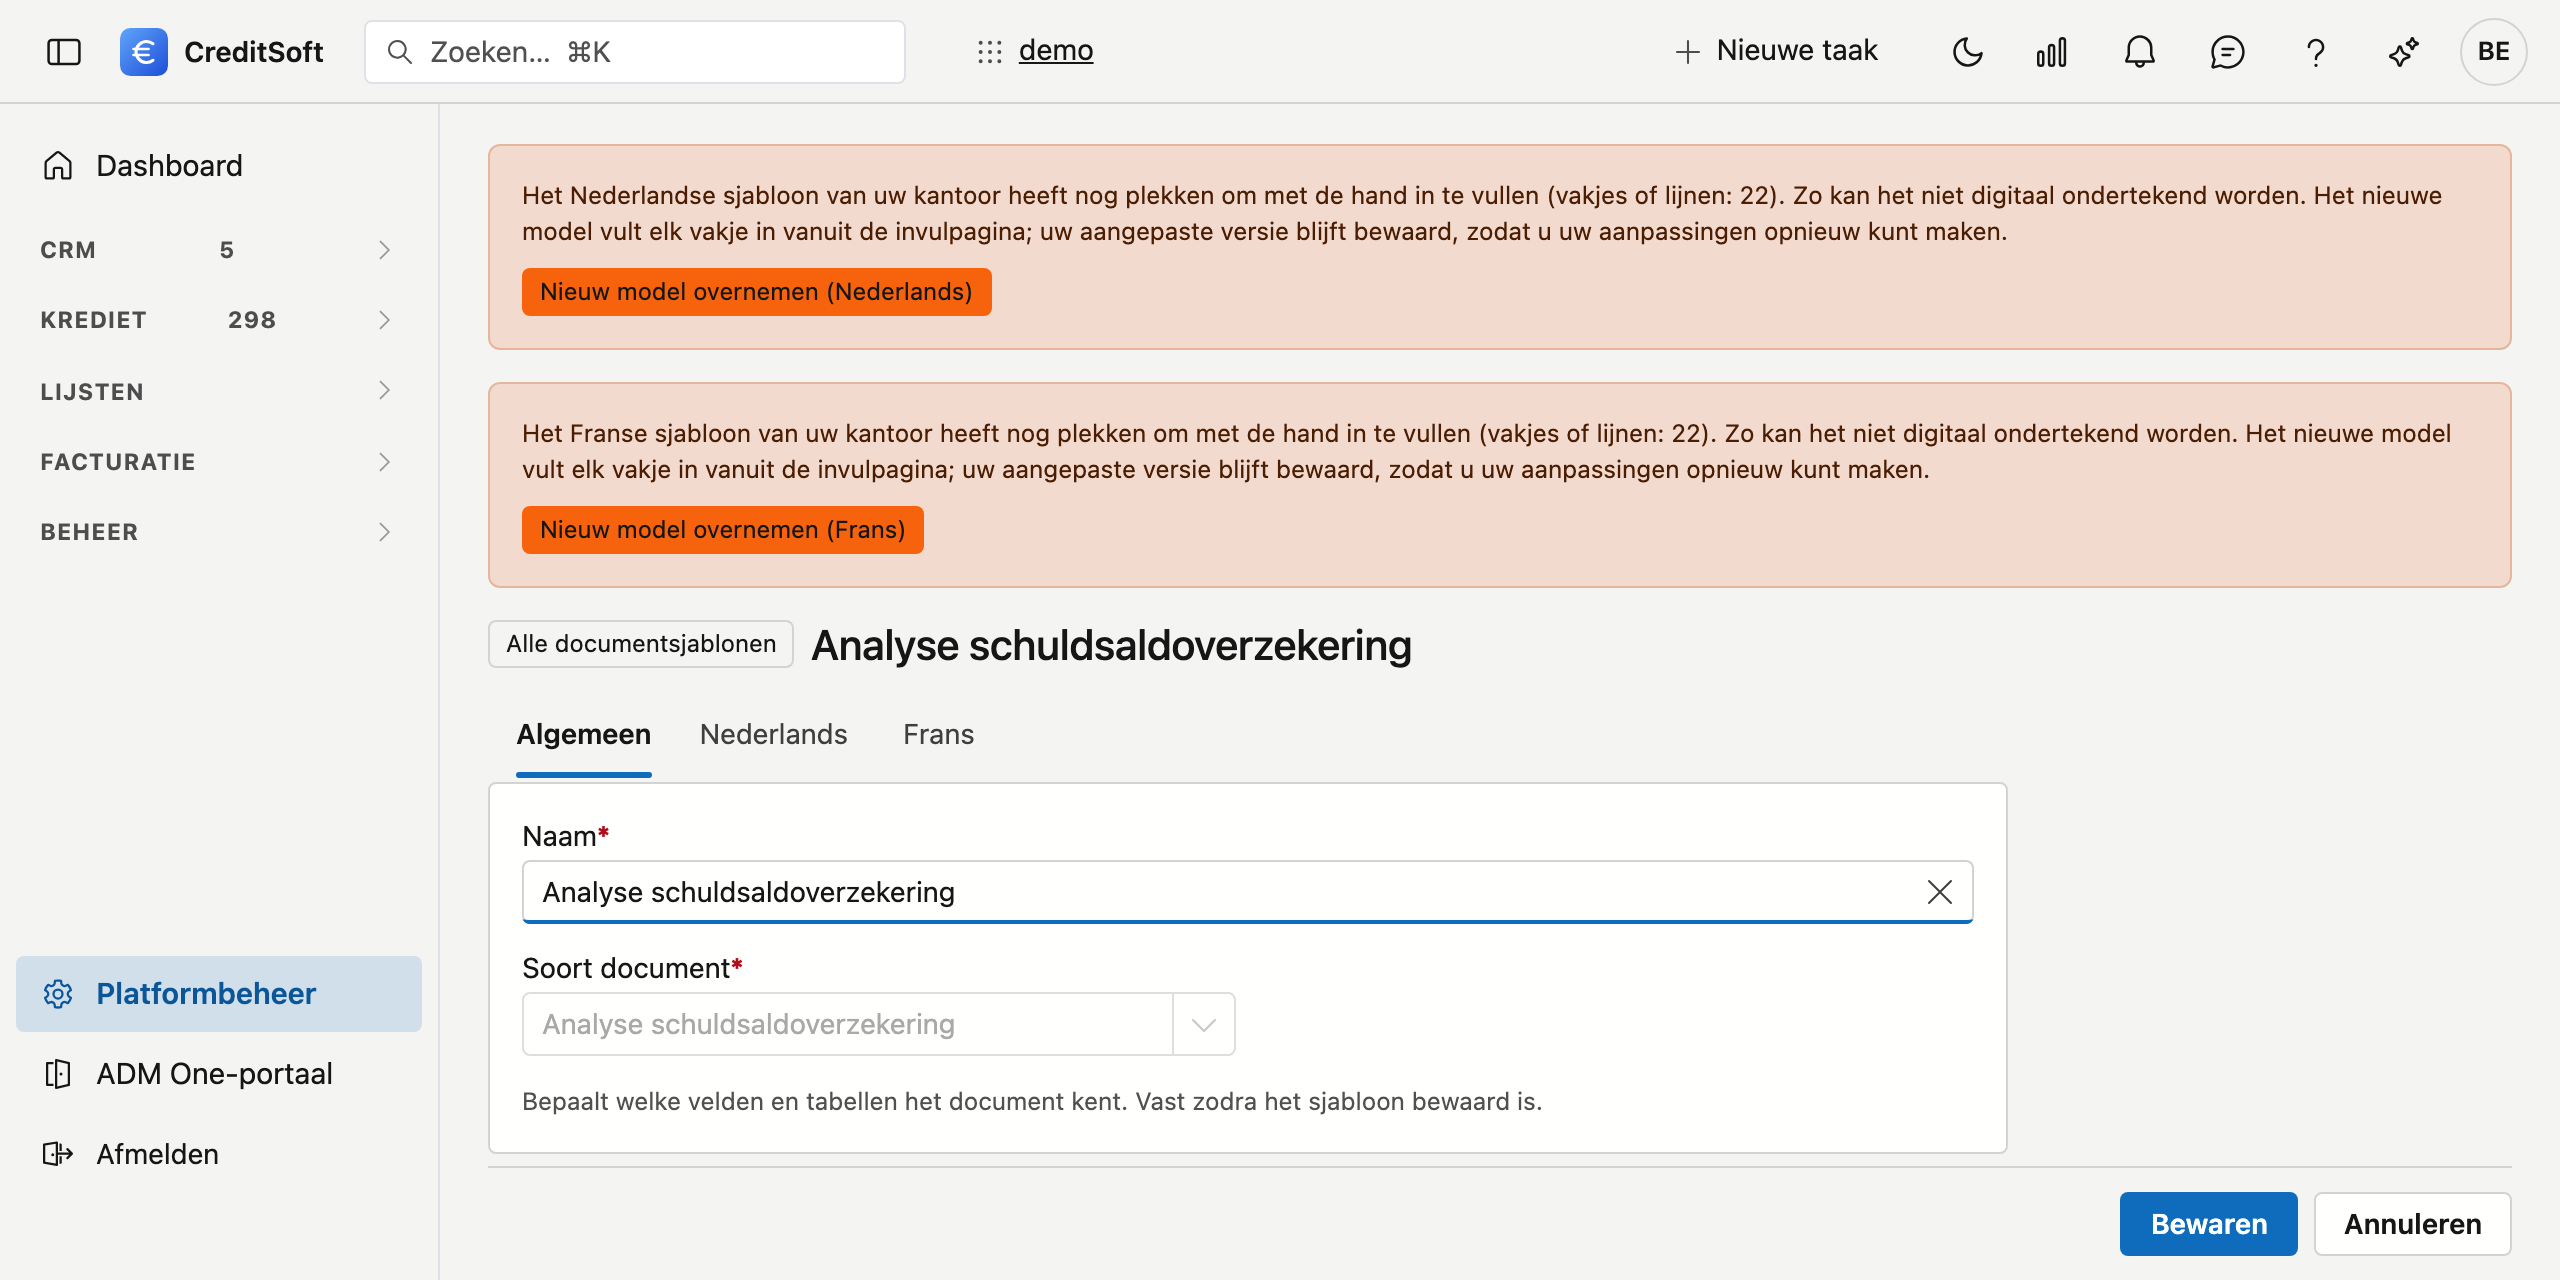 CreditSoft
Zoeken... ⌘K
demo
Nieuwe taak
BE
Dashboard
CRM 5
KREDIET 298
LIJSTEN
FACTURATIE
BEHEER
Platformbeheer
ADM One-portaal
Afmelden
Het Nederlandse sjabloon van uw kantoor heeft nog plekken om met de hand in te vullen (vakjes of lijnen: 22). Zo kan het niet digitaal ondertekend worden. Het nieuwe
model vult elk vakje in vanuit de invulpagina; uw aangepaste versie blijft bewaard, zodat u uw aanpassingen opnieuw kunt maken.
Nieuw model overnemen (Nederlands)
Het Franse sjabloon van uw kantoor heeft nog plekken om met de hand in te vullen (vakjes of lijnen: 22). Zo kan het niet digitaal ondertekend worden. Het nieuwe model
vult elk vakje in vanuit de invulpagina; uw aangepaste versie blijft bewaard, zodat u uw aanpassingen opnieuw kunt maken.
Nieuw model overnemen (Frans)
Alle documentsjablonen
Analyse schuldsaldoverzekering
Algemeen
Nederlands
Frans
Naam*
Analyse schuldsaldoverzekering
Soort document*
Analyse schuldsaldoverzekering
Bepaalt welke velden en tabellen het document kent. Vast zodra het sjabloon bewaard is.
Bewaren
Annuleren